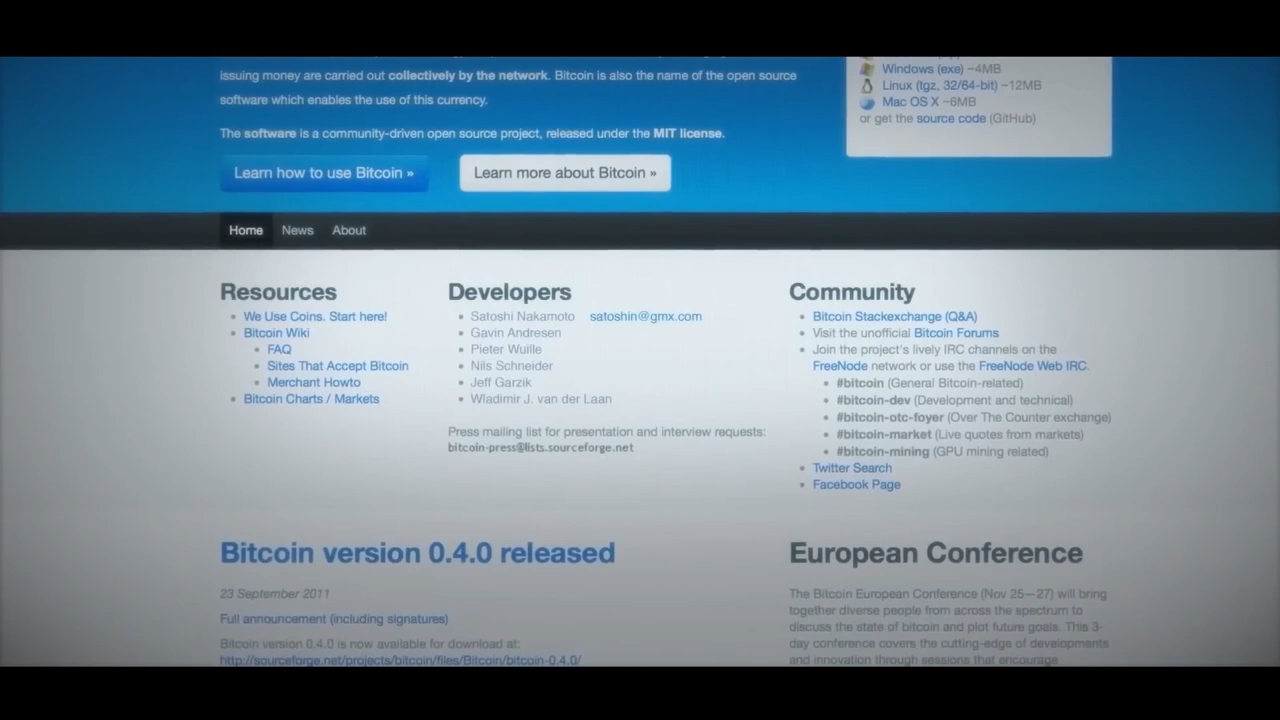 issuing money are carried out collectively by the network. Bitcoin is also the name of the open source
software which enables the use of this currency.
The software is a community-driven open source project, released under the MIT license.
Learn how to use Bitcoin »
Learn more about Bitcoin »
Windows (exe) ~4MB
Linux (tgz, 32/64-bit) ~12MB
Mac OS X ~6MB
or get the source code (GitHub)
Home News About
Resources
We Use Coins. Start here!
Bitcoin Wiki
FAQ
Sites That Accept Bitcoin
Merchant Howto
Bitcoin Charts / Markets
Developers
Satoshi Nakamoto satoshin@gmx.com
Gavin Andresen
Pieter Wuille
Nils Schneider
Jeff Garzik
Wladimir J. van der Laan
Press mailing list for presentation and interview requests:
bitcoin-press@lists.sourceforge.net
Community
Bitcoin Stackexchange (Q&A)
Visit the unofficial Bitcoin Forums
Join the project's lively IRC channels on the
FreeNode network or use the FreeNode Web IRC.
#bitcoin (General Bitcoin-related)
#bitcoin-dev (Development and technical)
#bitcoin-otc-foyer (Over The Counter exchange)
#bitcoin-market (Live quotes from markets)
#bitcoin-mining (GPU mining related)
Twitter Search
Facebook Page
Bitcoin version 0.4.0 released
23 September 2011
Full announcement (including signatures)
Bitcoin version 0.4.0 is now available for download at:
http://sourceforge.net/projects/bitcoin/files/Bitcoin/bitcoin-0.4.0/
European Conference
The Bitcoin European Conference (Nov 25—27) will bring
together diverse people from across the spectrum to
discuss the state of bitcoin and plot future goals. This 3-
day conference covers the cutting-edge of developments
and innovation through sessions that encourage